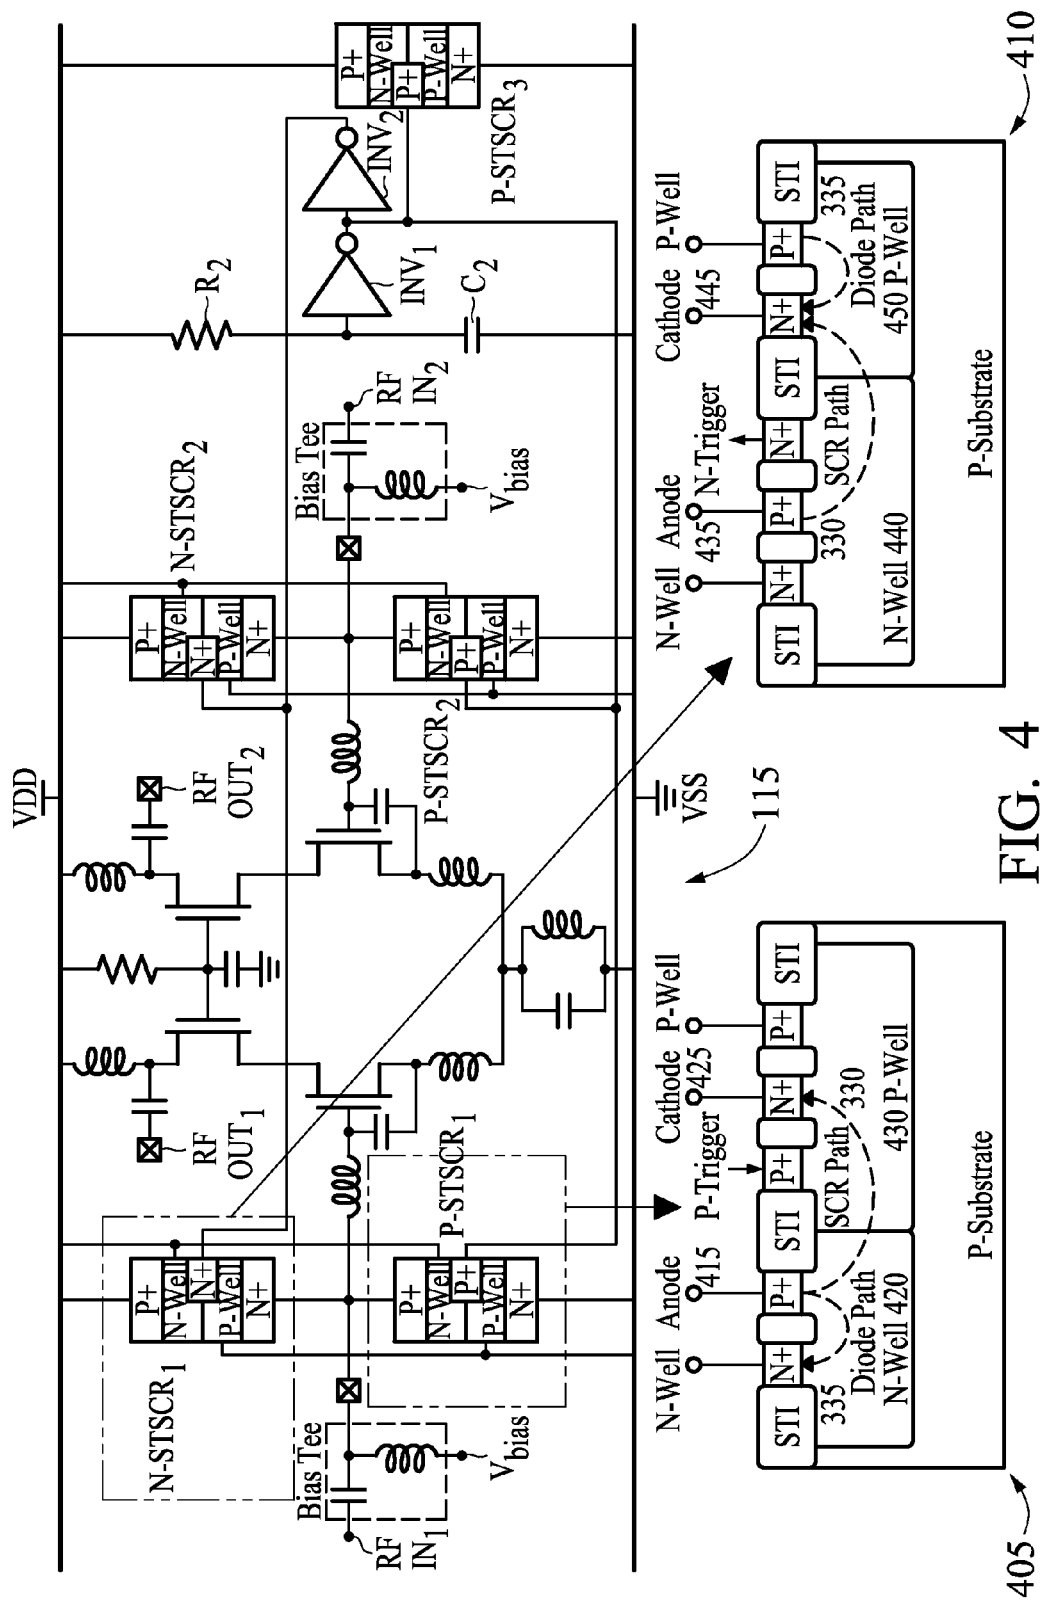 VDD
N-STSCR1
P+
N-Well
N+
P-Well
N+
RF
OUT1
RF
OUT2
N-STSCR2
P+
N-Well
N+
P-Well
N+
R2
Bias Tee
RF
IN1
Vbias
P+
N-Well
P+
P-Well
N+
P-STSCR1
P-STSCR2
P+
N-Well
P+
P-Well
N+
Bias Tee
RF
IN2
Vbias
C2
INV1
INV2
P+
N-Well
P+
P-Well
N+
P-STSCR3
VSS
115
405
N-Well
Anode
415
P-Trigger
Cathode
425
P-Well
STI
N+
P+
STI
P+
N+
P+
STI
335
Diode Path
SCR Path
330
N-Well 420
430 P-Well
P-Substrate
FIG. 4
410
N-Well
Anode
435
N-Trigger
Cathode
445
P-Well
STI
N+
P+
N+
STI
N+
P+
STI
330
SCR Path
Diode Path
335
N-Well 440
450 P-Well
P-Substrate